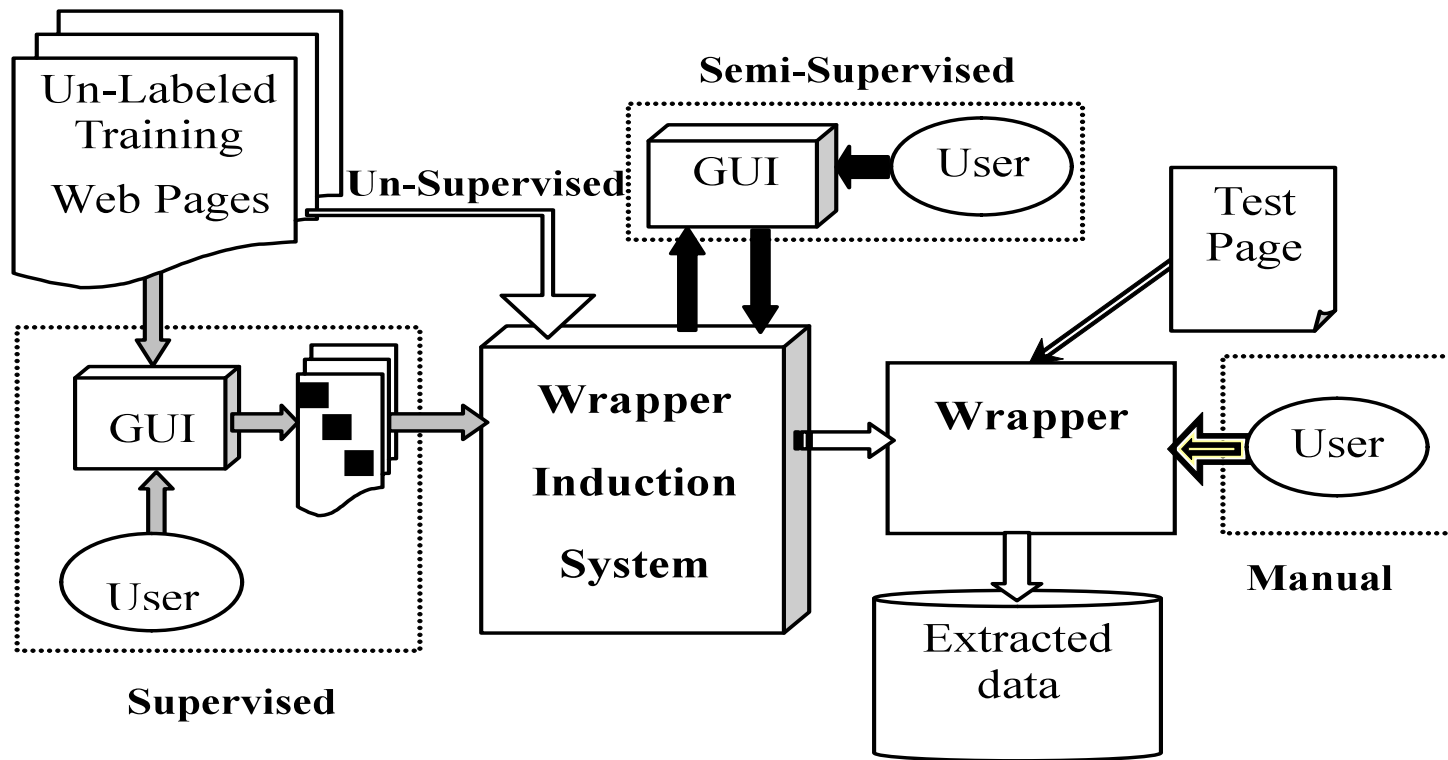 Un-Labeled
Training
Web Pages
Un-Supervised
Semi-Supervised
GUI
User
Test
Page
GUI
User
Supervised
Wrapper
Induction
System
Wrapper
User
Manual
Extracted
data